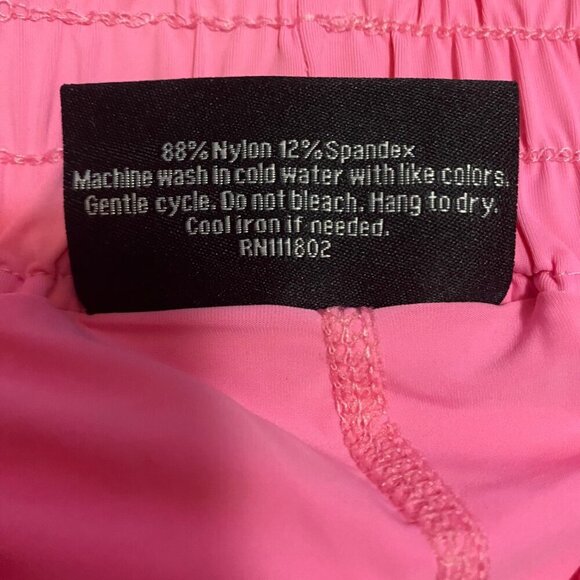 88%Nylon 12%Spandex
Machine wash in cold water with like colors.
Gentle cycle. Do not bleach. Hang to dry.
Cool iron if needed.
RN111802